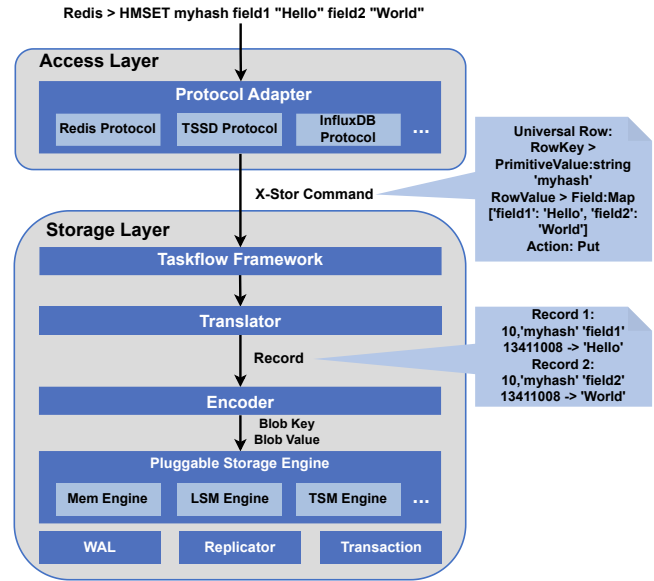 Redis > HMSET myhash field1 "Hello" field2 "World"
Access Layer
Protocol Adapter
Redis Protocol
TSSD Protocol
InfluxDB
Protocol
...
X-Stor Command
Universal Row:
RowKey >
PrimitiveValue:string
'myhash'
RowValue > Field:Map
['field1': 'Hello', 'field2':
'World']
Action: Put
Storage Layer
Taskflow Framework
Translator
Record
Record 1:
10,'myhash' 'field1'
13411008 -> 'Hello'
Record 2:
10,'myhash' 'field2'
13411008 -> 'World'
Encoder
Blob Key
Blob Value
Pluggable Storage Engine
Mem Engine
LSM Engine
TSM Engine
...
WAL
Replicator
Transaction